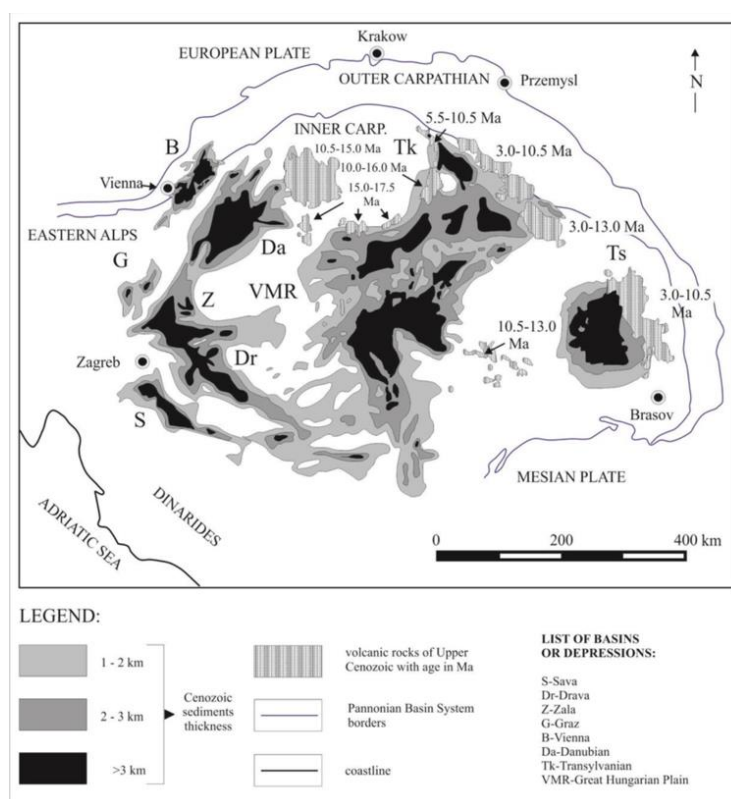 Krakow
EUROPEAN PLATE
OUTER CARPATHIAN
Przemysl
N
5.5-10.5 Ma
INNER CARP.
Tk
B
10.5-15.0 Ma
3.0-10.5 Ma
10.0-16.0 Ma
Vienna
15.0-17.5
Ma
3.0-13.0 Ma
EASTERN ALPS
Da
Ts
G
Z
VMR
3.0-10.5
Ma
10.5-13.0
Ma
Dr
Zagreb
S
Brasov
MESIAN PLATE
DINARIDES
ADRIATIC SEA
0
200
400 km
LEGEND:
1 - 2 km
2 - 3 km
>3 km
Cenozoic
sediments
thickness
volcanic rocks of Upper
Cenozoic with age in Ma
Pannonian Basin System
borders
coastline
LIST OF BASINS
OR DEPRESSIONS:
S-Sava
Dr-Drava
Z-Zala
G-Graz
B-Vienna
Da-Danubian
Tk-Transylvanian
VMR-Great Hungarian Plain